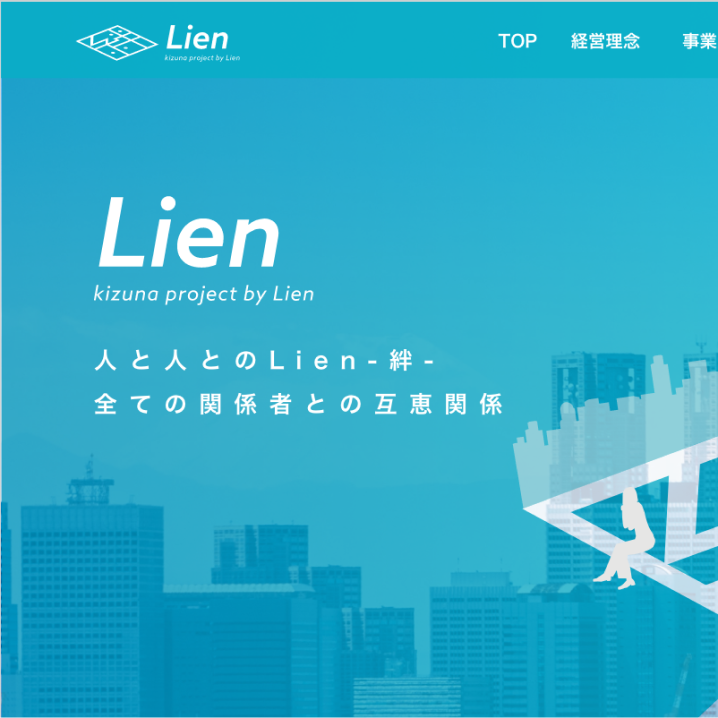 Lien
kizuna project by Lien
TOP 経営理念 事業
Lien
kizuna project by Lien
人と人とのLien-絆-
全ての関係者との互恵関係